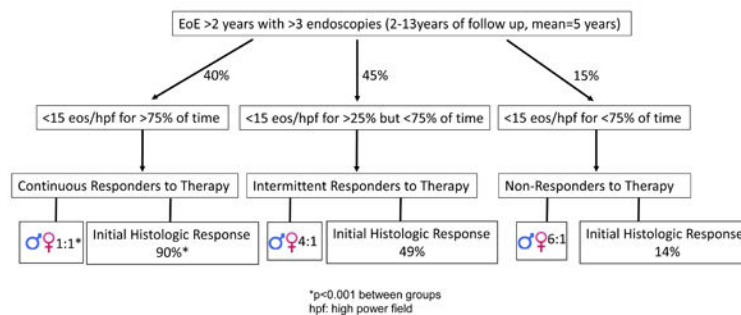 EoE >2 years with >3 endoscopies (2-13years of follow up, mean=5 years)
40%
45%
15%
<15 eos/hpf for >75% of time
<15 eos/hpf for >25% but <75% of time
<15 eos/hpf for <75% of time
Continuous Responders to Therapy
Intermittent Responders to Therapy
Non-Responders to Therapy
♂♀1:1*
Initial Histologic Response
90%*
♂♀4:1
Initial Histologic Response
49%
♂♀6:1
Initial Histologic Response
14%
*p<0.001 between groups
hpf: high power field